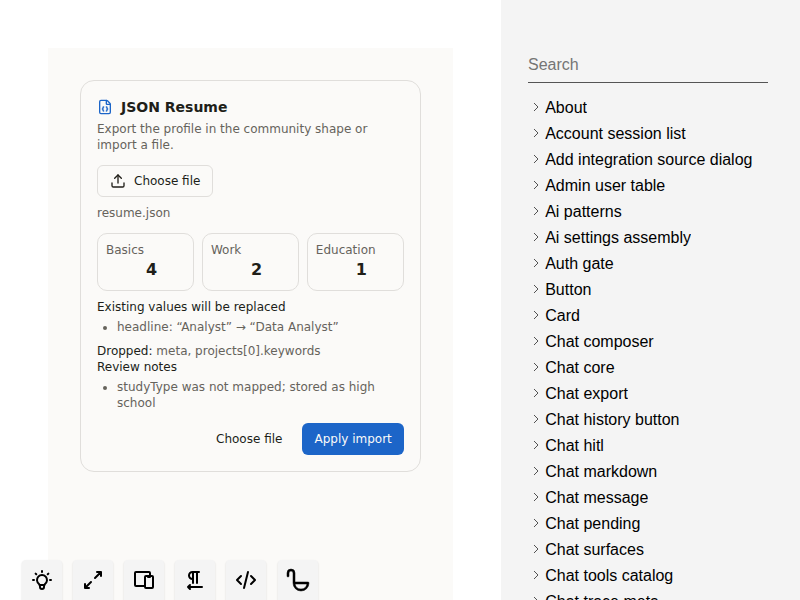 JSON Resume
Export the profile in the community shape or
import a file.
Choose file
resume.json
Basics
4
Work
2
Education
1
Existing values will be replaced
• headline: “Analyst” → “Data Analyst”
Dropped: meta, projects[0].keywords
Review notes
• studyType was not mapped; stored as high
school
Choose file
Apply import
Search
About
Account session list
Add integration source dialog
Admin user table
Ai patterns
Ai settings assembly
Auth gate
Button
Card
Chat composer
Chat core
Chat export
Chat history button
Chat hitl
Chat markdown
Chat message
Chat pending
Chat surfaces
Chat tools catalog
Chat trace meta